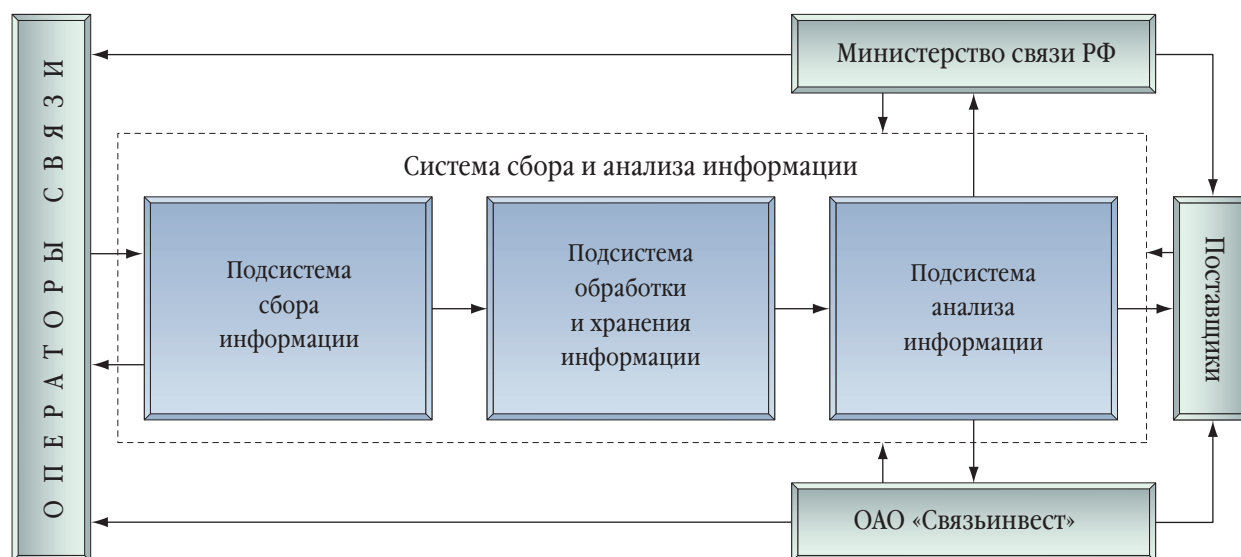 ОПЕРАТОРЫ СВЯЗИ
Министерство связи РФ
Система сбора и анализа информации
Подсистема
сбора
информации
Подсистема
обработки
и хранения
информации
Подсистема
анализа
информации
Поставщики
ОАО «Связьинвест»